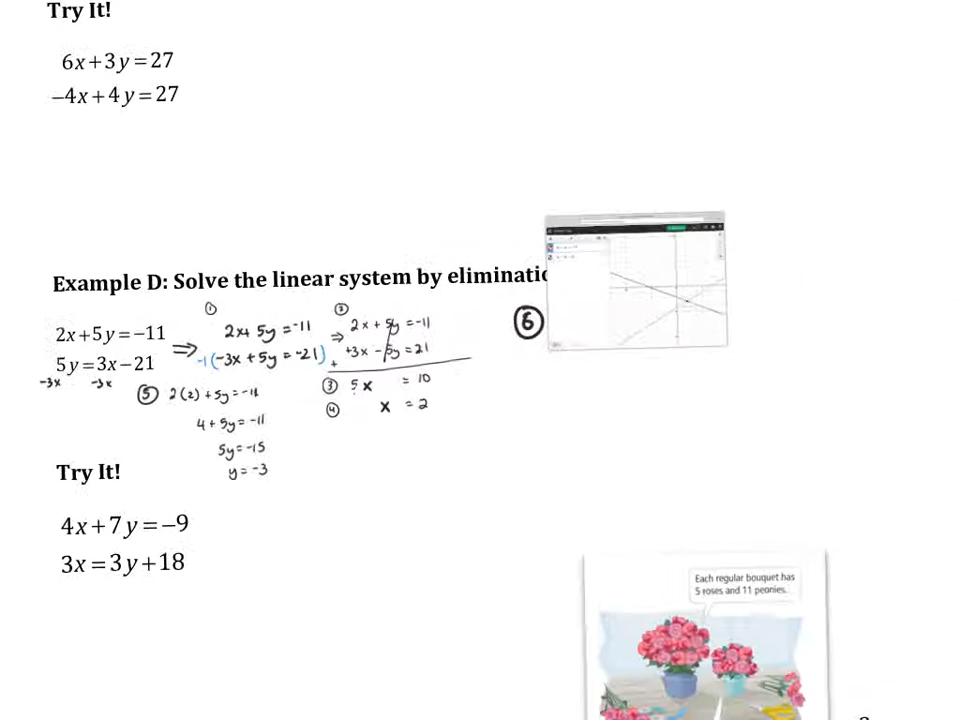 Try It!
6x+3y=27
−4x+4y=27
Example D: Solve the linear system by eliminatio
① ②
2x+5y=−11 ⇒ 2x+5y=-11 ⇒ 2x+5y=-11
5y=3x−21 -1(-3x+5y=-21) +3x-5y=21
-3x -3x +
③ 5x = 10
④ x = 2
⑤ 2(2)+5y=-11
4+5y=-11
5y=-15
y=-3
⑥
Try It!
4x+7y=−9
3x=3y+18
Each regular bouquet has
5 roses and 11 peonies.